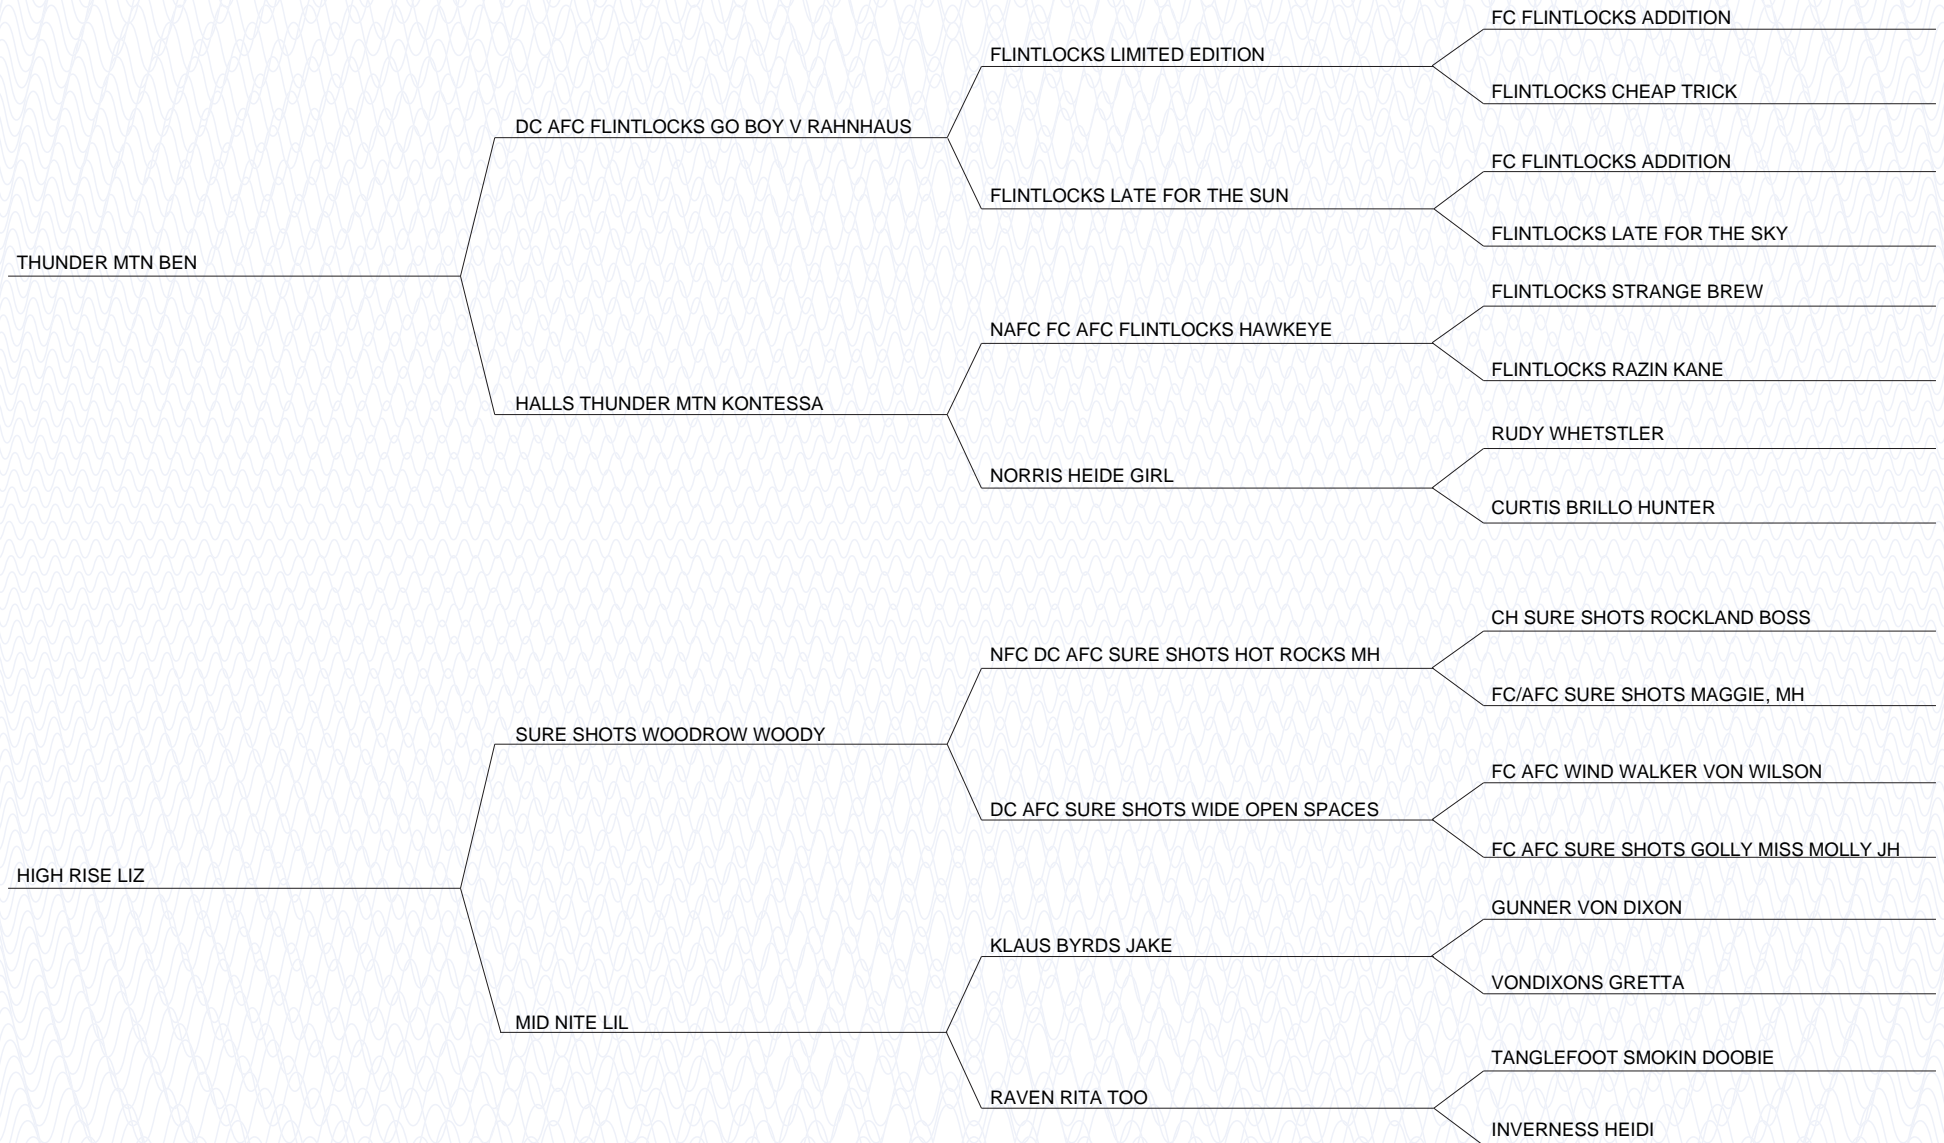 FC FLINTLOCKS ADDITION
FLINTLOCKS LIMITED EDITION
FLINTLOCKS CHEAP TRICK
DC AFC FLINTLOCKS GO BOY V RAHNHAUS
FC FLINTLOCKS ADDITION
FLINTLOCKS LATE FOR THE SUN
FLINTLOCKS LATE FOR THE SKY
THUNDER MTN BEN
FLINTLOCKS STRANGE BREW
NAFC FC AFC FLINTLOCKS HAWKEYE
FLINTLOCKS RAZIN KANE
HALLS THUNDER MTN KONTESSA
RUDY WHETSTLER
NORRIS HEIDE GIRL
CURTIS BRILLO HUNTER
CH SURE SHOTS ROCKLAND BOSS
NFC DC AFC SURE SHOTS HOT ROCKS MH
FC/AFC SURE SHOTS MAGGIE, MH
SURE SHOTS WOODROW WOODY
FC AFC WIND WALKER VON WILSON
DC AFC SURE SHOTS WIDE OPEN SPACES
FC AFC SURE SHOTS GOLLY MISS MOLLY JH
HIGH RISE LIZ
GUNNER VON DIXON
KLAUS BYRDS JAKE
VONDIXONS GRETTA
MID NITE LIL
TANGLEFOOT SMOKIN DOOBIE
RAVEN RITA TOO
INVERNESS HEIDI